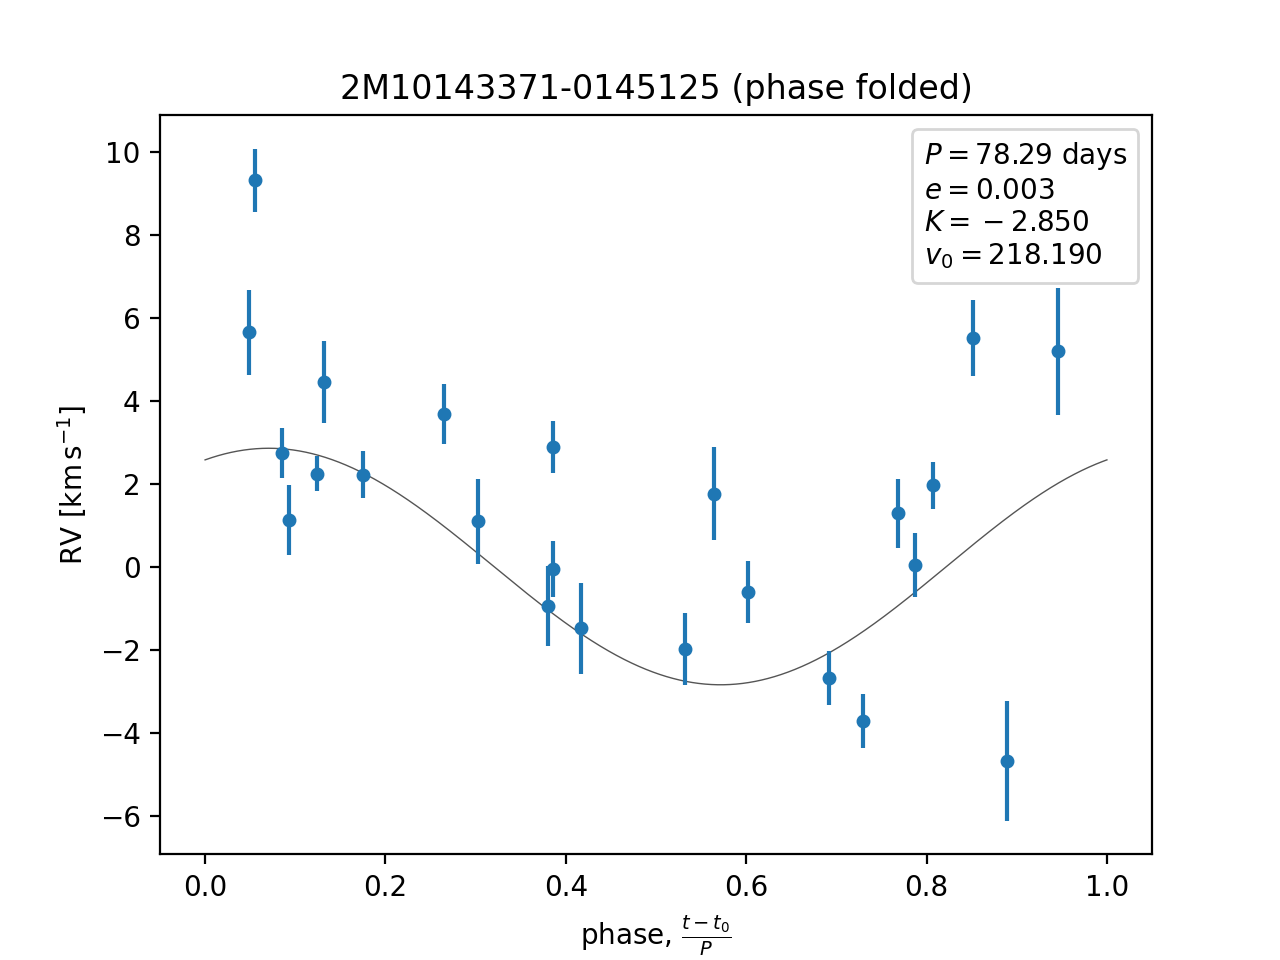 2M10143371-0145125 (phase folded)
P = 78.29 days
e = 0.003
K = −2.850
v₀ = 218.190
RV [km s⁻¹]
10
8
6
4
2
0
−2
−4
−6
0.0 0.2 0.4 0.6 0.8 1.0
phase, (t − t₀)/P